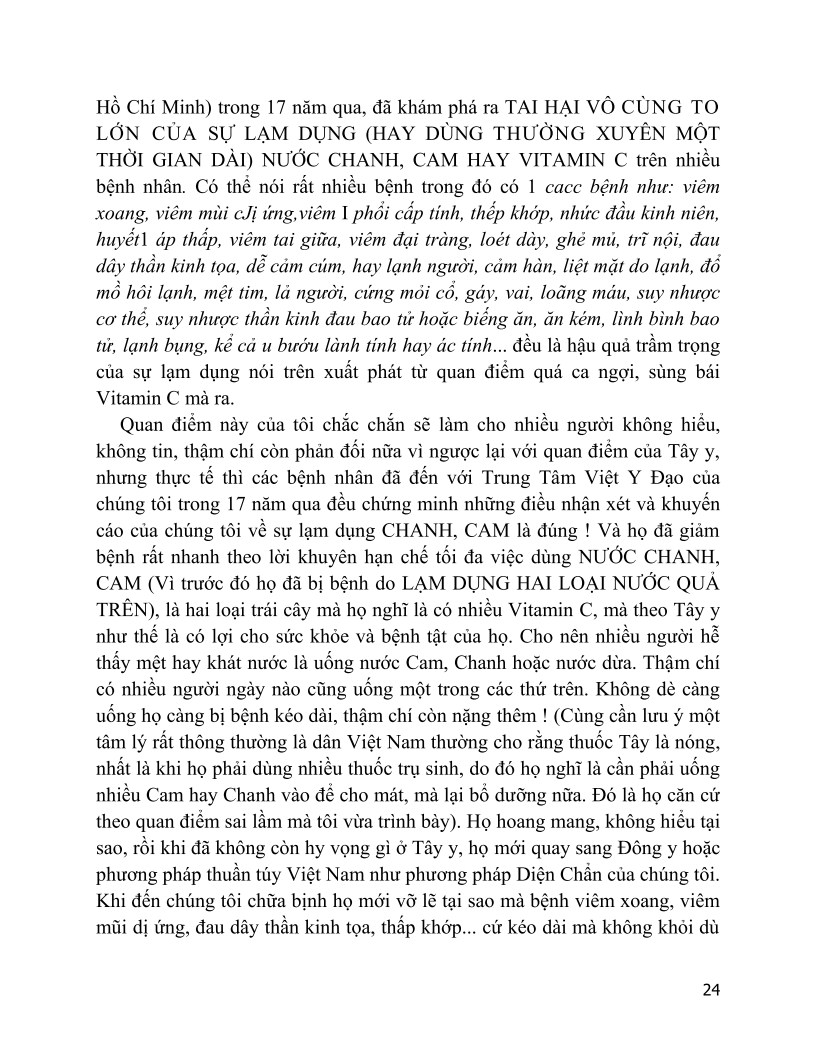 Hồ Chí Minh) trong 17 năm qua, đã khám phá ra TAI HẠI VÔ CÙNG TO
LỚN CỦA SỰ LẠM DỤNG (HAY DÙNG THƯỜNG XUYÊN MỘT
THỜI GIAN DÀI) NƯỚC CHANH, CAM HAY VITAMIN C trên nhiều
bệnh nhân. Có thể nói rất nhiều bệnh trong đó có 1 cacc bệnh như: viêm
xoang, viêm mùi cJị ứng,viêm I phổi cấp tính, thếp khớp, nhức đầu kinh niên,
huyết1 áp thấp, viêm tai giữa, viêm đại tràng, loét dày, ghẻ mủ, trĩ nội, đau
dây thần kinh tọa, dễ cảm cúm, hay lạnh người, cảm hàn, liệt mặt do lạnh, đổ
mồ hôi lạnh, mệt tim, lả người, cứng mỏi cổ, gáy, vai, loãng máu, suy nhược
cơ thể, suy nhược thần kinh đau bao tử hoặc biếng ăn, ăn kém, lình bình bao
tử, lạnh bụng, kể cả u bướu lành tính hay ác tính... đều là hậu quả trầm trọng
của sự lạm dụng nói trên xuất phát từ quan điểm quá ca ngợi, sùng bái
Vitamin C mà ra.
Quan điểm này của tôi chắc chắn sẽ làm cho nhiều người không hiểu,
không tin, thậm chí còn phản đối nữa vì ngược lại với quan điểm của Tây y,
nhưng thực tế thì các bệnh nhân đã đến với Trung Tâm Việt Y Đạo của
chúng tôi trong 17 năm qua đều chứng minh những điều nhận xét và khuyến
cáo của chúng tôi về sự lạm dụng CHANH, CAM là đúng ! Và họ đã giảm
bệnh rất nhanh theo lời khuyên hạn chế tối đa việc dùng NƯỚC CHANH,
CAM (Vì trước đó họ đã bị bệnh do LẠM DỤNG HAI LOẠI NƯỚC QUẢ
TRÊN), là hai loại trái cây mà họ nghĩ là có nhiều Vitamin C, mà theo Tây y
như thế là có lợi cho sức khỏe và bệnh tật của họ. Cho nên nhiều người hễ
thấy mệt hay khát nước là uống nước Cam, Chanh hoặc nước dừa. Thậm chí
có nhiều người ngày nào cũng uống một trong các thứ trên. Không dè càng
uống họ càng bị bệnh kéo dài, thậm chí còn nặng thêm ! (Cùng cần lưu ý một
tâm lý rất thông thường là dân Việt Nam thường cho rằng thuốc Tây là nóng,
nhất là khi họ phải dùng nhiều thuốc trụ sinh, do đó họ nghĩ là cần phải uống
nhiều Cam hay Chanh vào để cho mát, mà lại bổ dưỡng nữa. Đó là họ căn cứ
theo quan điểm sai lầm mà tôi vừa trình bày). Họ hoang mang, không hiểu tại
sao, rồi khi đã không còn hy vọng gì ở Tây y, họ mới quay sang Đông y hoặc
phương pháp thuần túy Việt Nam như phương pháp Diện Chẩn của chúng tôi.
Khi đến chúng tôi chữa bịnh họ mới vỡ lẽ tại sao mà bệnh viêm xoang, viêm
mũi dị ứng, đau dây thần kinh tọa, thấp khớp... cứ kéo dài mà không khỏi dù
24